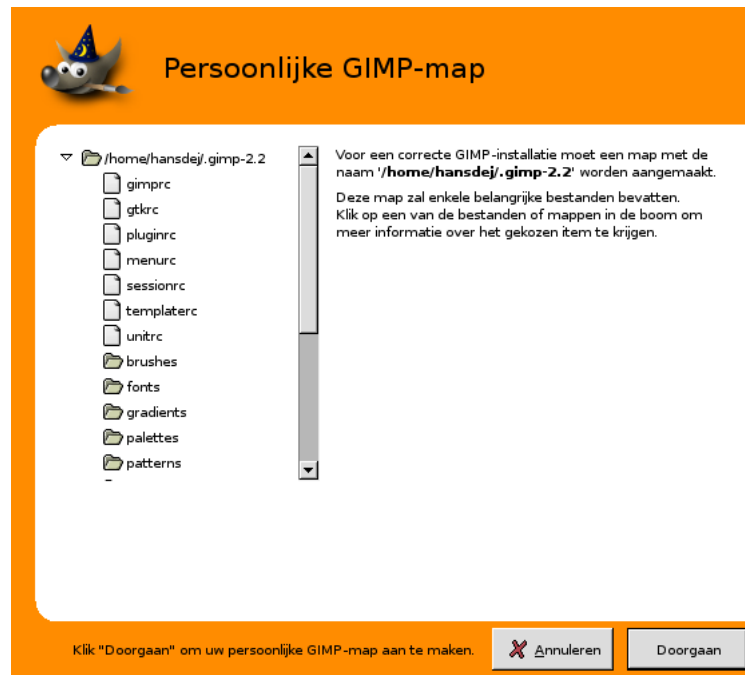 Persoonlijke GIMP-map
/home/hansdej/.gimp-2.2
gimprc
gtkrc
pluginrc
menurc
sessionrc
templaterc
unitrc
brushes
fonts
gradients
palettes
patterns
Voor een correcte GIMP-installatie moet een map met de
naam '/home/hansdej/.gimp-2.2' worden aangemaakt.
Deze map zal enkele belangrijke bestanden bevatten.
Klik op een van de bestanden of mappen in de boom om
meer informatie over het gekozen item te krijgen.
Klik "Doorgaan" om uw persoonlijke GIMP-map aan te maken.
Annuleren
Doorgaan